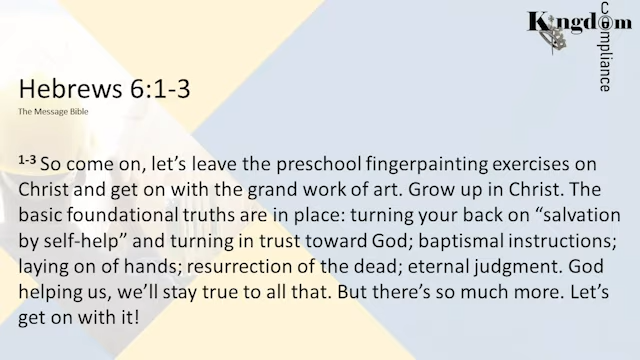 Kingdom
Compliance
Hebrews 6:1-3
The Message Bible
1-3 So come on, let’s leave the preschool fingerpainting exercises on
Christ and get on with the grand work of art. Grow up in Christ. The
basic foundational truths are in place: turning your back on “salvation
by self-help” and turning in trust toward God; baptismal instructions;
laying on of hands; resurrection of the dead; eternal judgment. God
helping us, we’ll stay true to all that. But there’s so much more. Let’s
get on with it!